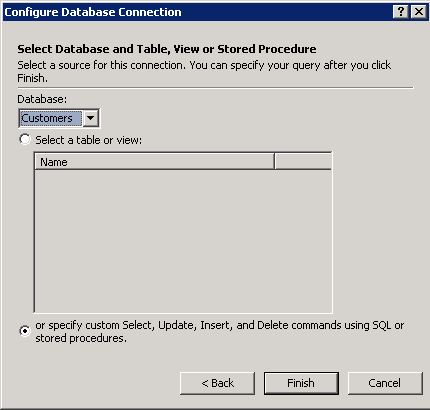 Configure Database Connection
Select Database and Table, View or Stored Procedure
Select a source for this connection. You can specify your query after you click
Finish.
Database:
Customers
Select a table or view:
Name
or specify custom Select, Update, Insert, and Delete commands using SQL or
stored procedures.
< Back
Finish
Cancel